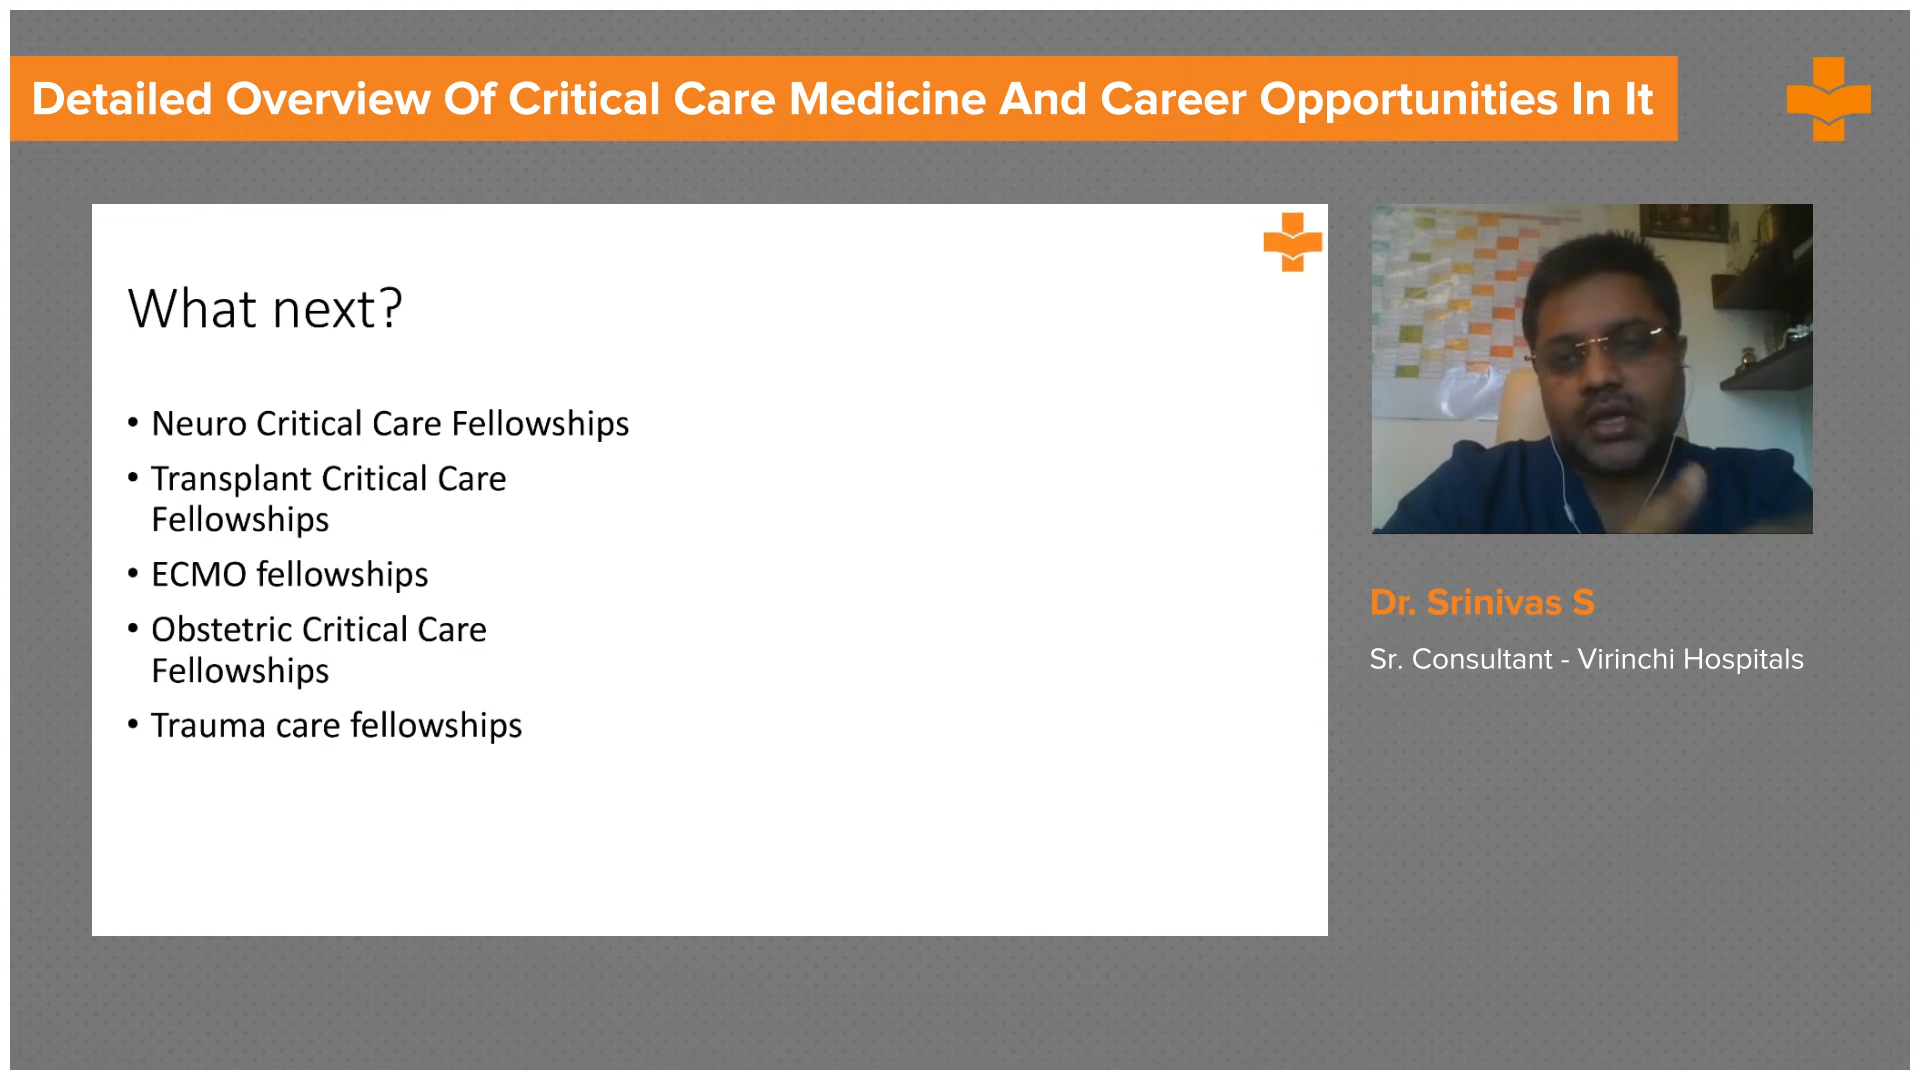 Detailed Overview Of Critical Care Medicine And Career Opportunities In It
What next?
• Neuro Critical Care Fellowships
• Transplant Critical Care
Fellowships
• ECMO fellowships
• Obstetric Critical Care
Fellowships
• Trauma care fellowships
Dr. Srinivas S
Sr. Consultant - Virinchi Hospitals